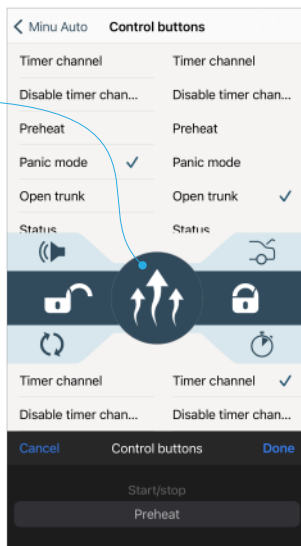 Minu Auto Control buttons
Timer channel Timer channel
Disable timer chan... Disable timer chan...
Preheat Preheat
Panic mode Panic mode
Open trunk Open trunk
Status Status
Timer channel Timer channel
Disable timer chan... Disable timer chan...
Cancel Control buttons Done
Start/stop
Preheat